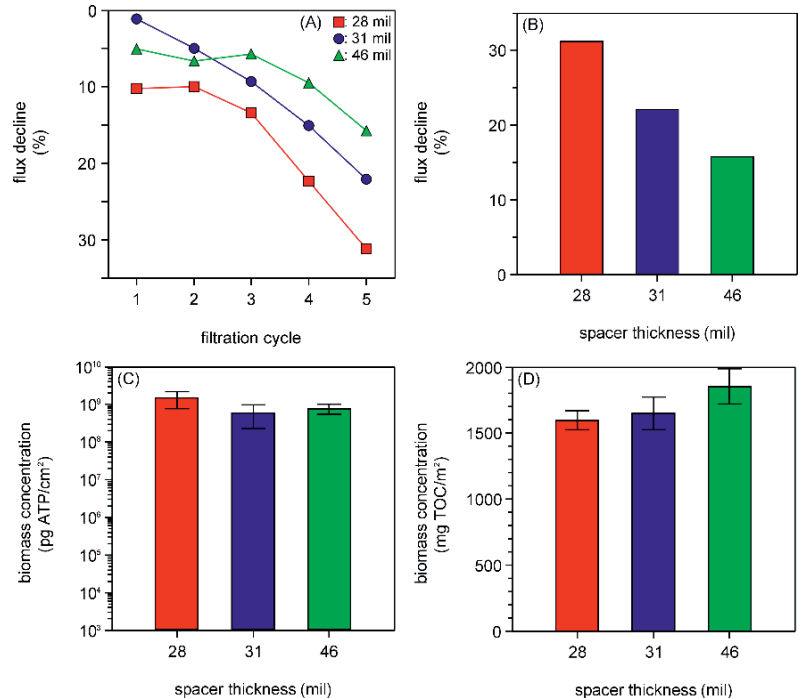 (A)
: 28 mil
: 31 mil
: 46 mil
0
10
20
30
flux decline
(%)
1 2 3 4 5
filtration cycle
(B)
30
20
10
0
flux decline
(%)
28 31 46
spacer thickness (mil)
(C)
10¹⁰
10⁹
10⁸
10⁷
10⁶
10⁵
10⁴
10³
biomass concentration
(pg ATP/cm²)
28 31 46
spacer thickness (mil)
(D)
2000
1500
1000
500
0
biomass concentration
(mg TOC/m²)
28 31 46
spacer thickness (mil)